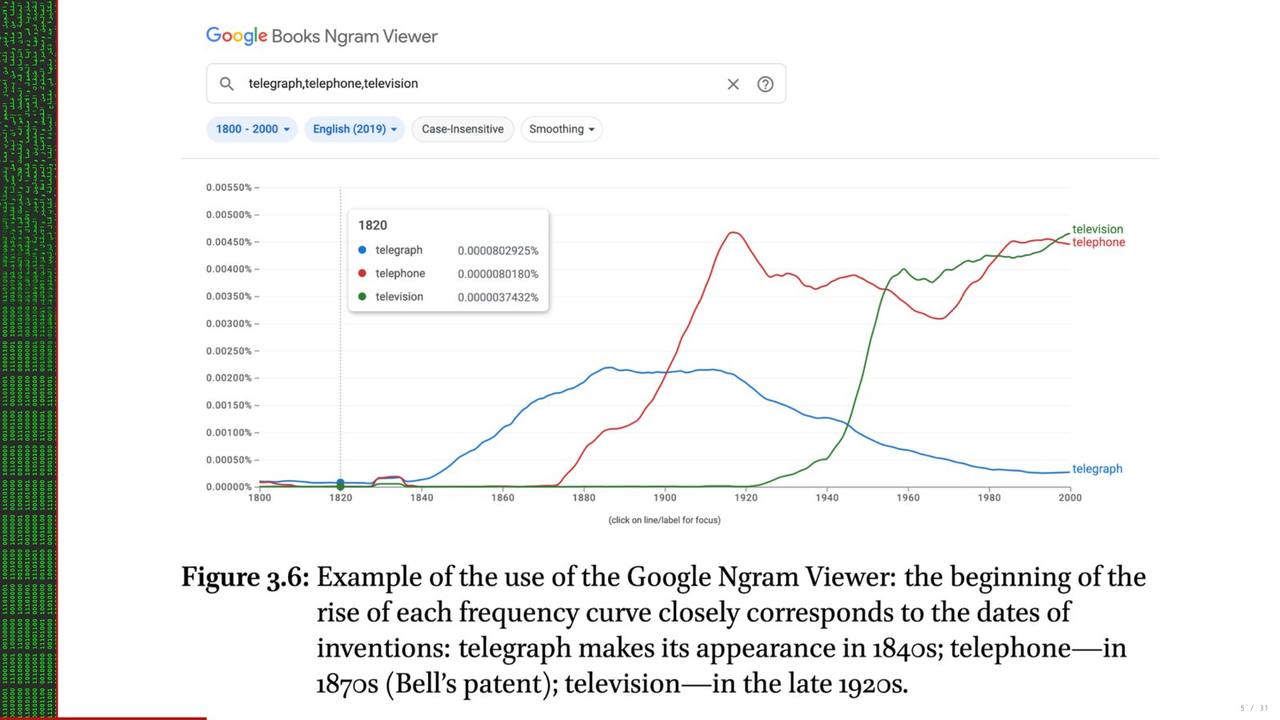 Google Books Ngram Viewer
telegraph,telephone,television
1800 - 2000 English (2019) Case-Insensitive Smoothing
0.00550%
0.00500%
0.00450%
0.00400%
0.00350%
0.00300%
0.00250%
0.00200%
0.00150%
0.00100%
0.00050%
0.00000%
1820
telegraph 0.0000802925%
telephone 0.0000080180%
television 0.0000037432%
television
telephone
telegraph
1800 1820 1840 1860 1880 1900 1920 1940 1960 1980 2000
(click on line/label for focus)
Figure 3.6: Example of the use of the Google Ngram Viewer: the beginning of the
rise of each frequency curve closely corresponds to the dates of
inventions: telegraph makes its appearance in 1840s; telephone—in
1870s (Bell’s patent); television—in the late 1920s.
5 / 31